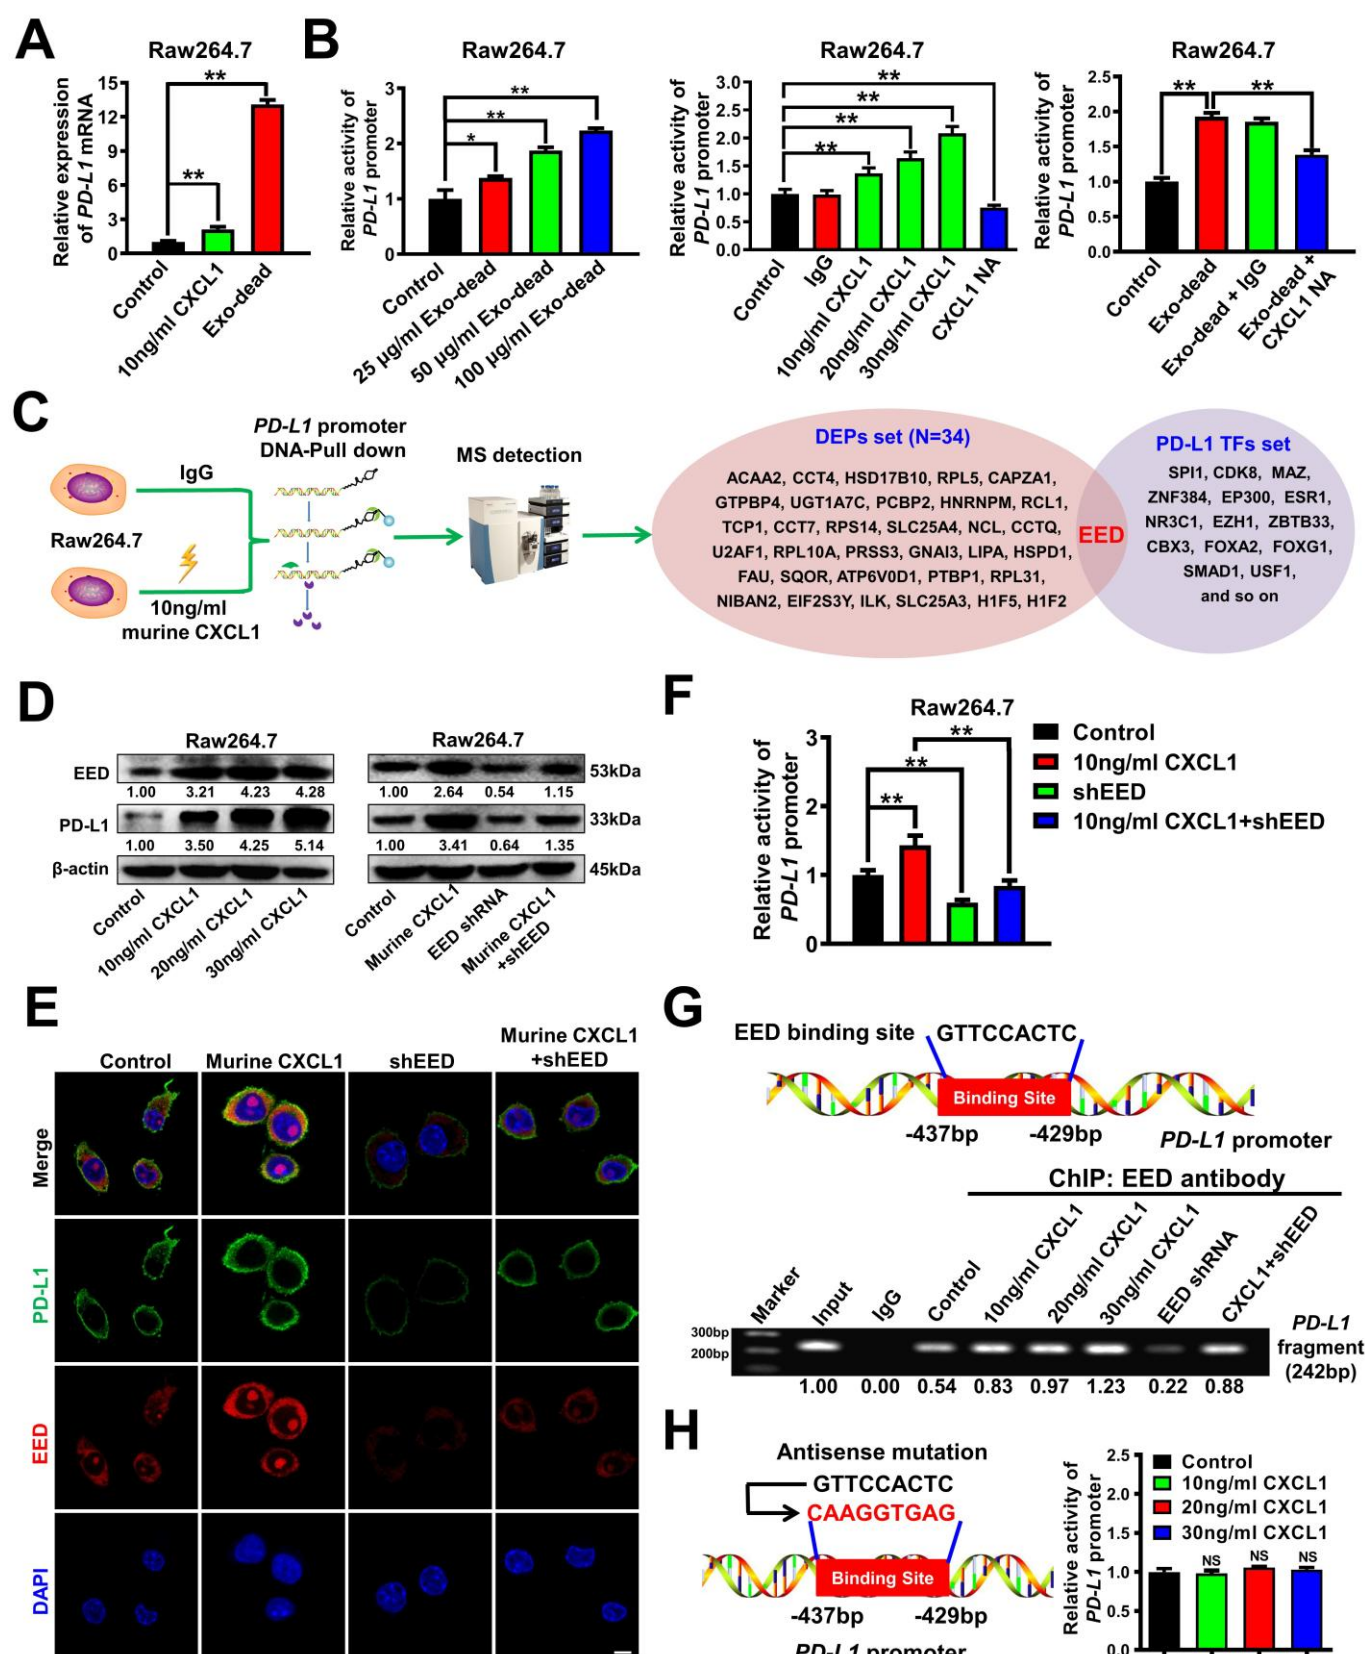 A
Raw264.7
Relative expression
of PD-L1 mRNA
15
12
9
6
3
0
**
**
Control
10ng/ml CXCL1
Exo-dead
B
Raw264.7
Relative activity of
PD-L1 promoter
3
2
1
0
**
**
*
Control
25 µg/ml Exo-dead
50 µg/ml Exo-dead
100 µg/ml Exo-dead
Raw264.7
Relative activity of
PD-L1 promoter
3.0
2.5
2.0
1.5
1.0
0.5
0.0
**
**
**
**
Control
IgG
10ng/ml CXCL1
20ng/ml CXCL1
30ng/ml CXCL1
CXCL1 NA
Raw264.7
Relative activity of
PD-L1 promoter
2.5
2.0
1.5
1.0
0.5
0.0
** **
Control
Exo-dead
Exo-dead + IgG
Exo-dead +
CXCL1 NA
C
Raw264.7
IgG
10ng/ml
murine CXCL1
PD-L1 promoter
DNA-Pull down
MS detection
DEPs set (N=34)
ACAA2, CCT4, HSD17B10, RPL5, CAPZA1,
GTPBP4, UGT1A7C, PCBP2, HNRNPM, RCL1,
TCP1, CCT7, RPS14, SLC25A4, NCL, CCTQ,
U2AF1, RPL10A, PRSS3, GNAI3, LIPA, HSPD1,
FAU, SQOR, ATP6V0D1, PTBP1, RPL31,
NIBAN2, EIF2S3Y, ILK, SLC25A3, H1F5, H1F2
EED
PD-L1 TFs set
SPI1, CDK8, MAZ,
ZNF384, EP300, ESR1,
NR3C1, EZH1, ZBTB33,
CBX3, FOXA2, FOXG1,
SMAD1, USF1,
and so on
D
Raw264.7
Raw264.7
EED
53kDa
1.00 3.21 4.23 4.28
1.00 2.64 0.54 1.15
PD-L1
33kDa
1.00 3.50 4.25 5.14
1.00 3.41 0.64 1.35
β-actin
45kDa
Control
10ng/ml CXCL1
20ng/ml CXCL1
30ng/ml CXCL1
Control
Murine CXCL1
EED shRNA
Murine CXCL1
+shEED
F
Raw264.7
Relative activity of
PD-L1 promoter
3
2
1
0
**
**
**
Control
10ng/ml CXCL1
shEED
10ng/ml CXCL1+shEED
E
Control
Murine CXCL1
shEED
Murine CXCL1
+shEED
Merge
PD-L1
EED
DAPI
G
EED binding site
GTTCCACTC
Binding Site
-437bp
-429bp
PD-L1 promoter
ChIP: EED antibody
Marker
Input
IgG
Control
10ng/ml CXCL1
20ng/ml CXCL1
30ng/ml CXCL1
EED shRNA
CXCL1+shEED
300bp
200bp
PD-L1
fragment
(242bp)
1.00 0.00 0.54 0.83 0.97 1.23 0.22 0.88
H
Antisense mutation
GTTCCACTC
CAAGGTGAG
Binding Site
-437bp
-429bp
PD-L1 promoter
Relative activity of
PD-L1 promoter
2.5
2.0
1.5
1.0
0.5
0.0
Control
10ng/ml CXCL1
20ng/ml CXCL1
30ng/ml CXCL1
NS NS NS